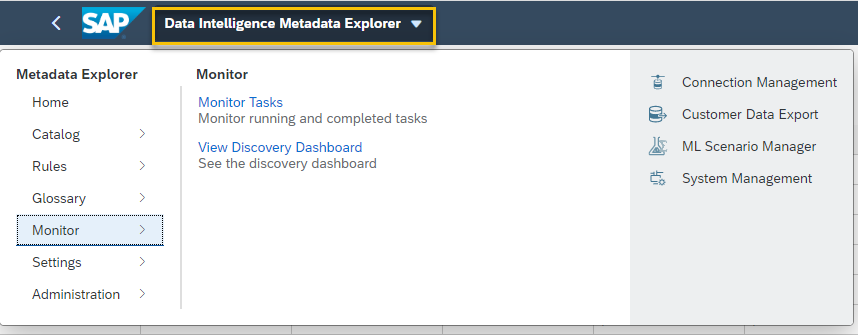 SAP Data Intelligence Metadata Explorer
Metadata Explorer
Home
Catalog
Rules
Glossary
Monitor
Settings
Administration
Monitor
Monitor Tasks
Monitor running and completed tasks
View Discovery Dashboard
See the discovery dashboard
Connection Management
Customer Data Export
ML Scenario Manager
System Management